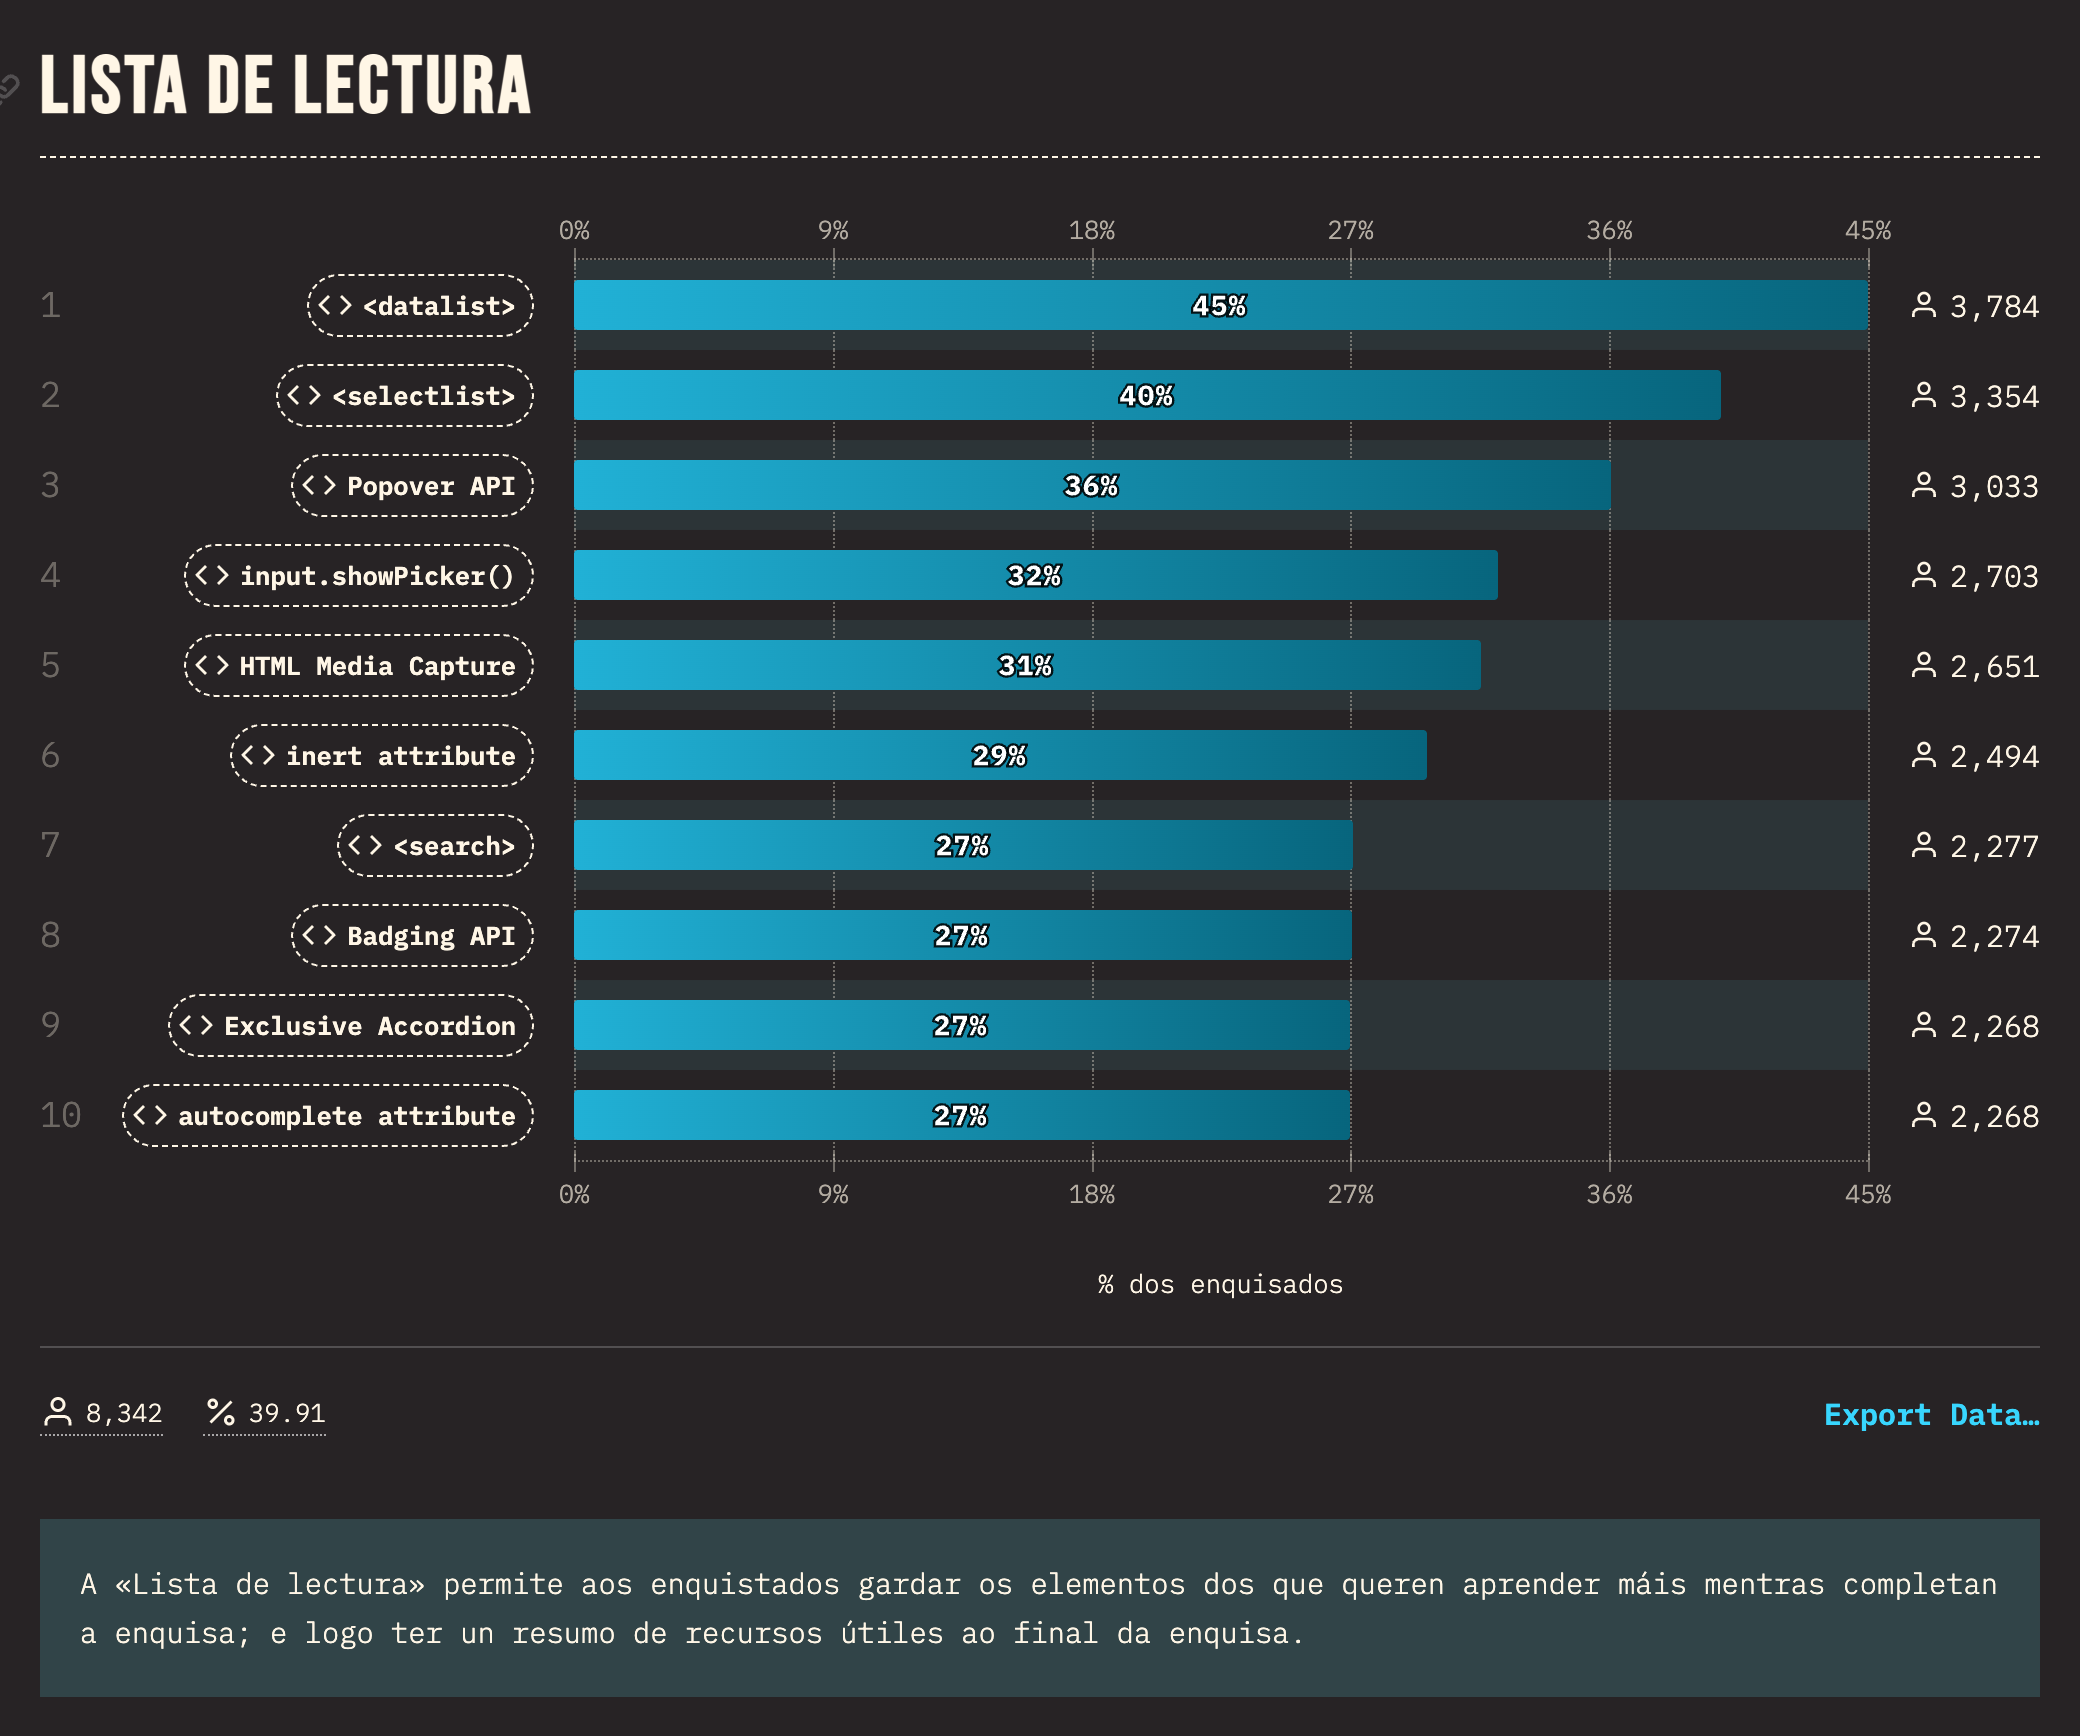 LISTA DE LECTURA
0% 9% 18% 27% 36% 45%
1 <> <datalist> 45% 3,784
2 <> <selectlist> 40% 3,354
3 <> Popover API 36% 3,033
4 <> input.showPicker() 32% 2,703
5 <> HTML Media Capture 31% 2,651
6 <> inert attribute 29% 2,494
7 <> <search> 27% 2,277
8 <> Badging API 27% 2,274
9 <> Exclusive Accordion 27% 2,268
10 <> autocomplete attribute 27% 2,268
0% 9% 18% 27% 36% 45%
% dos enquisados
8,342 % 39.91 Export Data…
A «Lista de lectura» permite aos enquistados gardar os elementos dos que queren aprender máis mentras completan
a enquisa; e logo ter un resumo de recursos útiles ao final da enquisa.